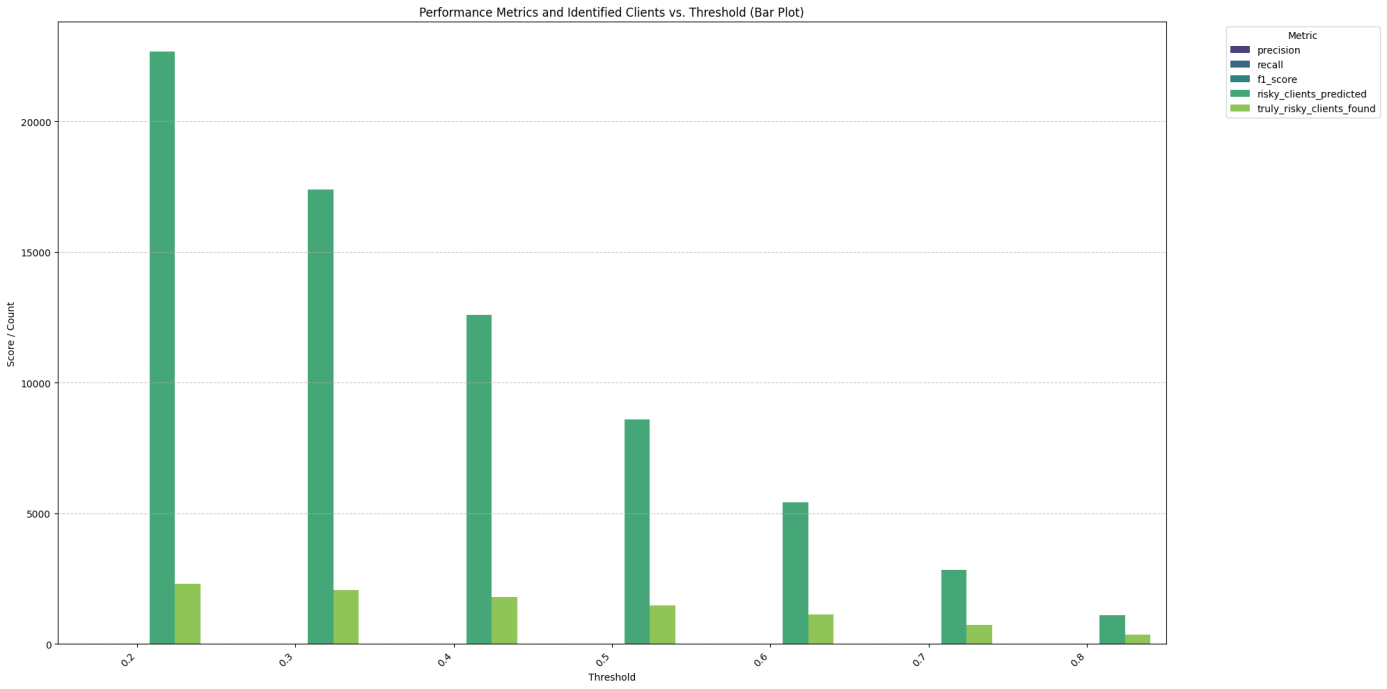 Performance Metrics and Identified Clients vs. Threshold (Bar Plot)
Metric
precision
recall
f1_score
risky_clients_predicted
truly_risky_clients_found
Score / Count
20000
15000
10000
5000
0
0.2
0.3
0.4
0.5
0.6
0.7
0.8
Threshold